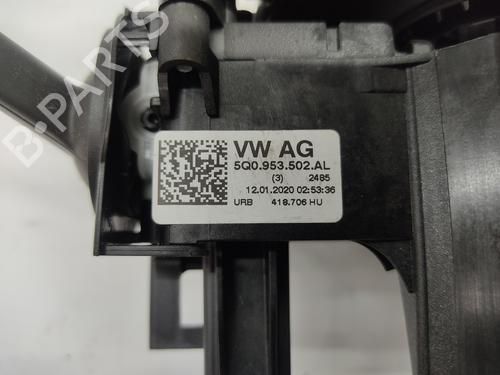 B-PARTS
VW AG
5Q0.953.502.AL
(3) 2485
12.01.2020 02:53:36
URB 418.706 HU